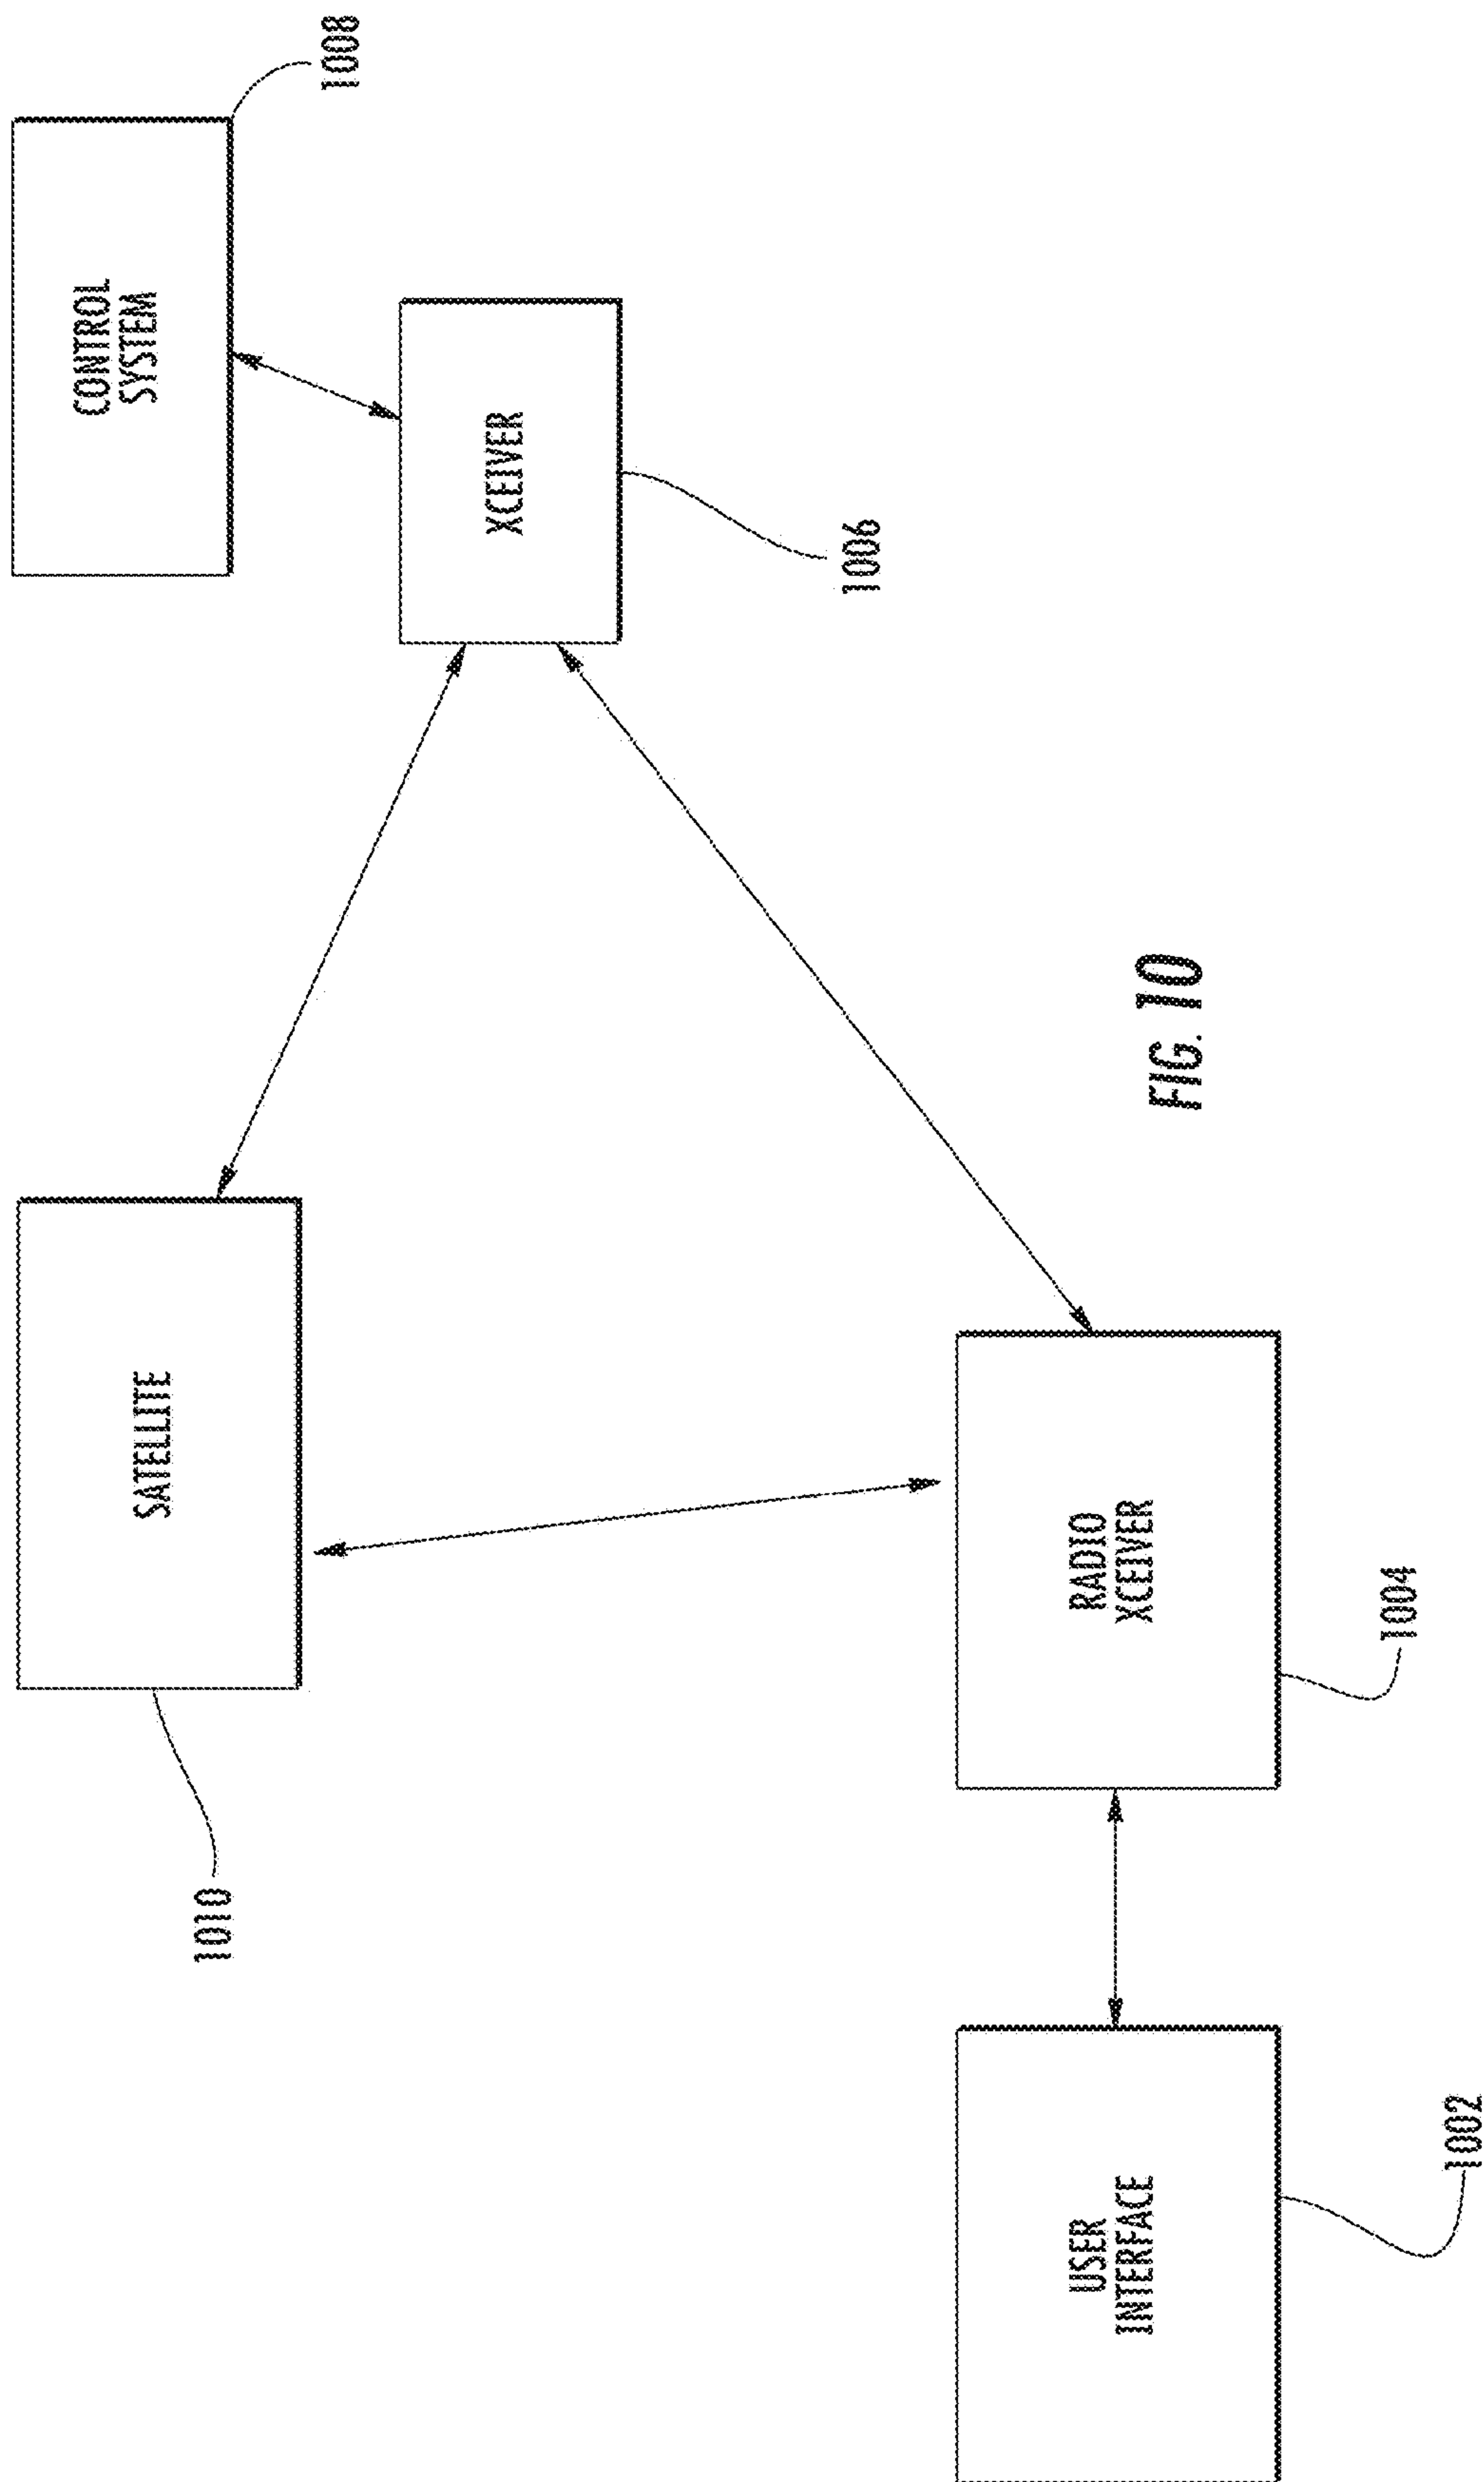 1010
SATELLITE
CONTROL
SYSTEM
1008
XCEIVER
1006
USER
INTERFACE
1002
RADIO
XCEIVER
1004
FIG. 10